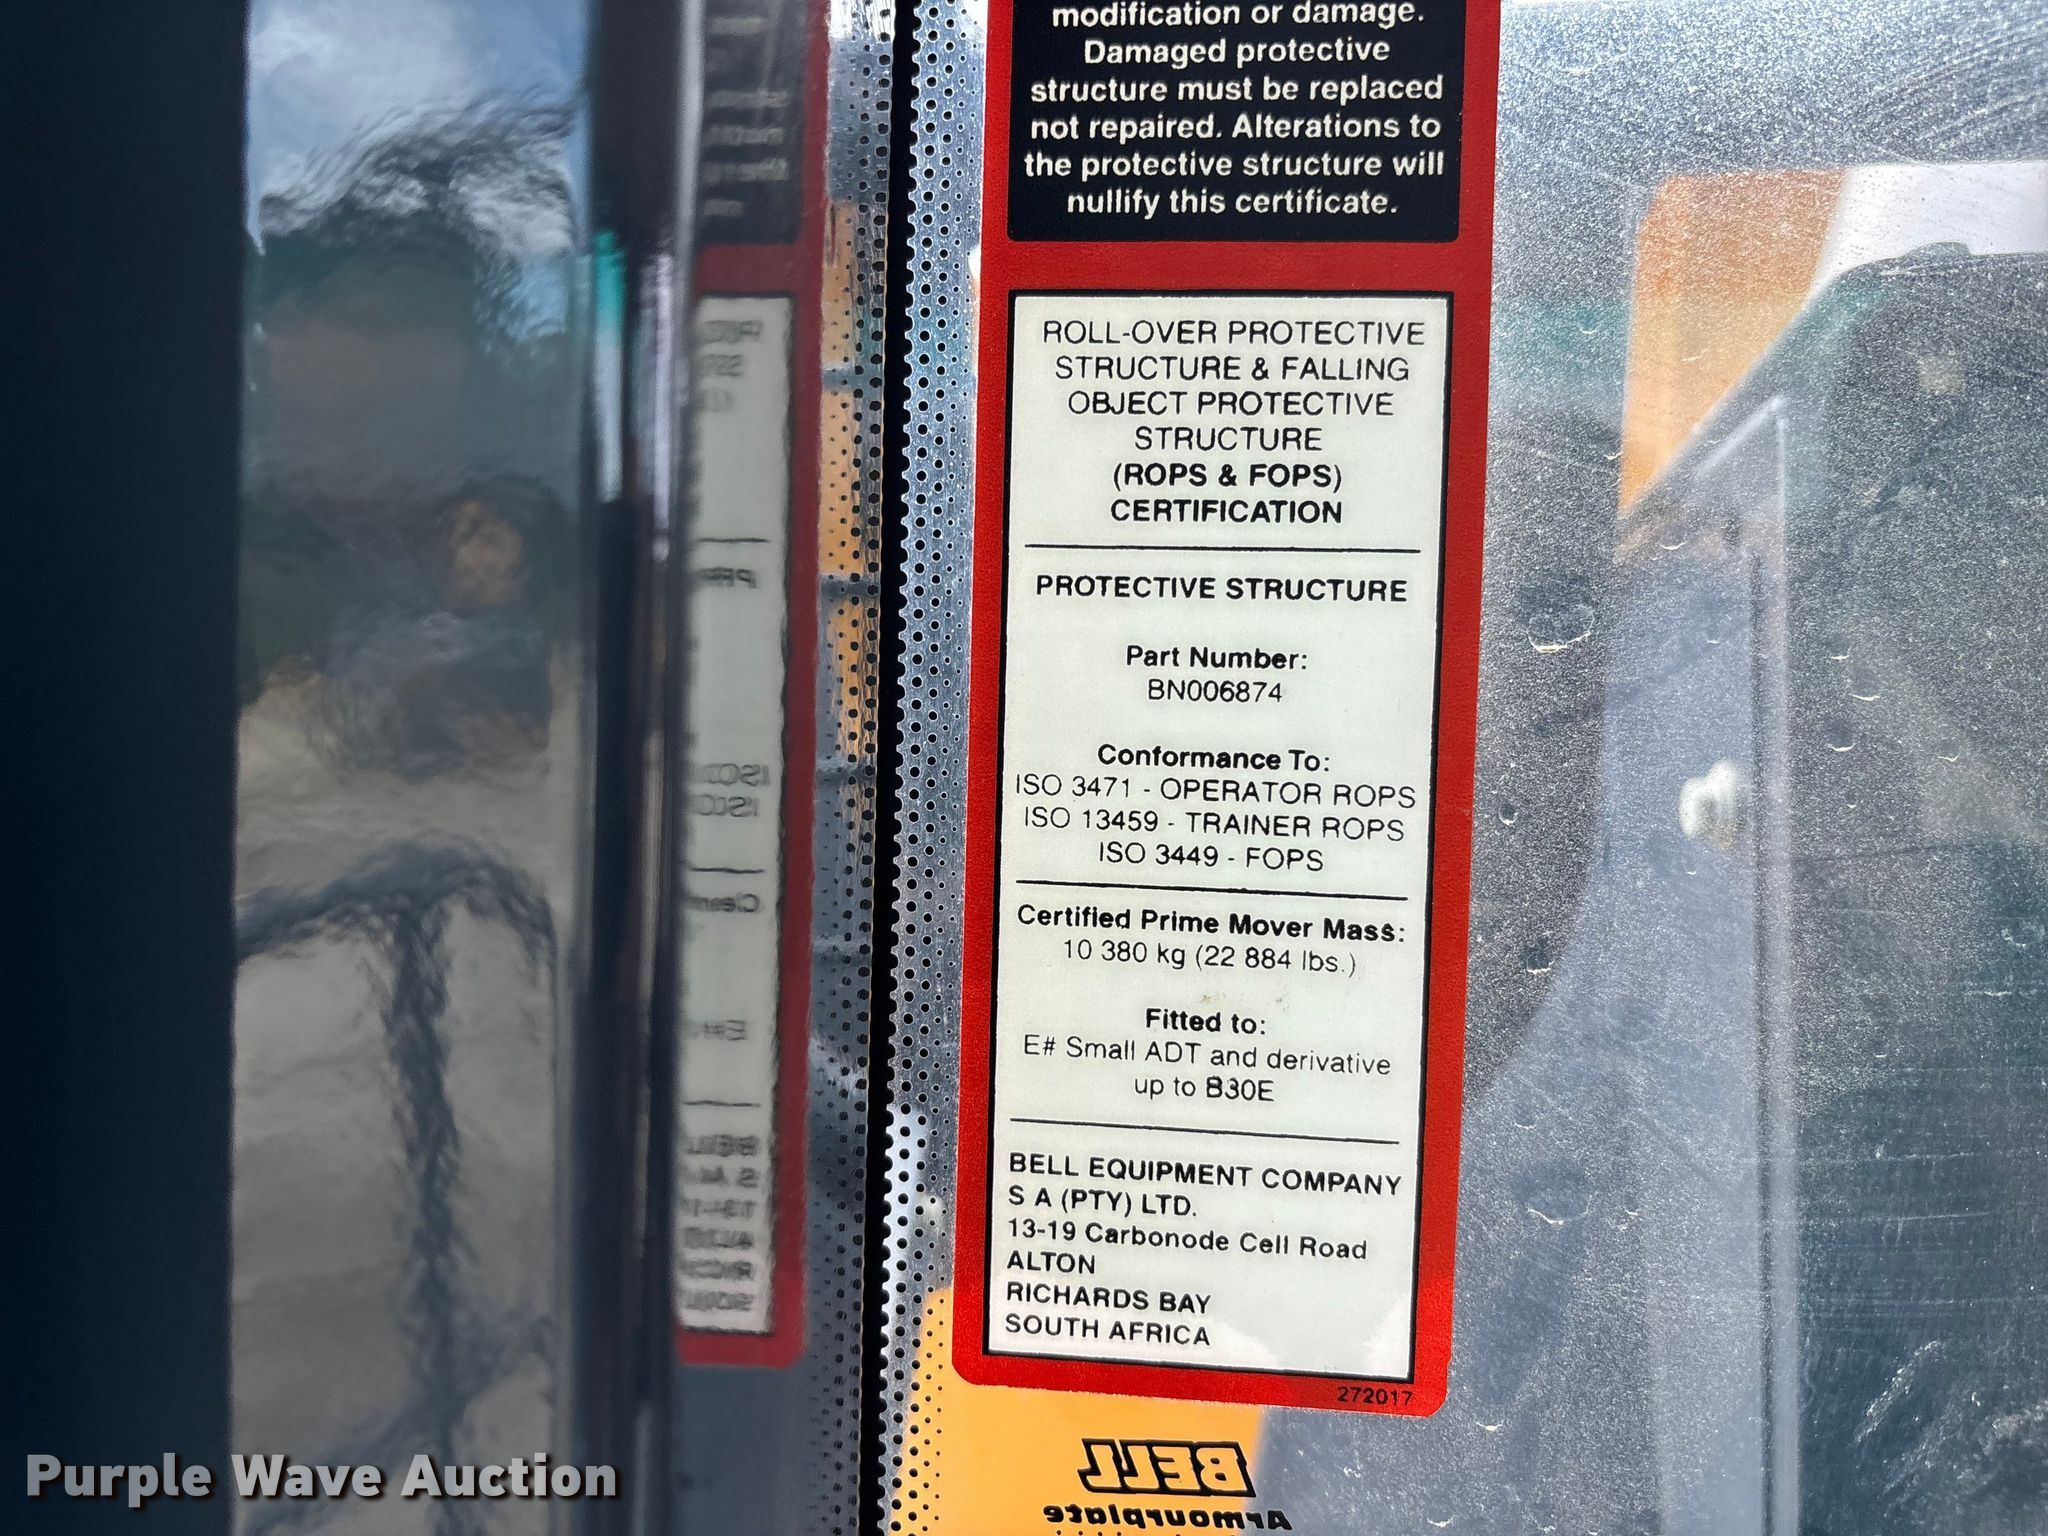 modification or damage.
Damaged protective
structure must be replaced
not repaired. Alterations to
the protective structure will
nullify this certificate.
ROLL-OVER PROTECTIVE
STRUCTURE & FALLING
OBJECT PROTECTIVE
STRUCTURE
(ROPS & FOPS)
CERTIFICATION
PROTECTIVE STRUCTURE
Part Number:
BN006874
Conformance To:
ISO 3471 - OPERATOR ROPS
ISO 13459 - TRAINER ROPS
ISO 3449 - FOPS
Certified Prime Mover Mass:
10 380 kg (22 884 lbs.)
Fitted to:
E# Small ADT and derivative
up to B30E
BELL EQUIPMENT COMPANY
S A (PTY) LTD.
13-19 Carbonode Cell Road
ALTON
RICHARDS BAY
SOUTH AFRICA
272017
BELL
Armourplate
Purple Wave Auction